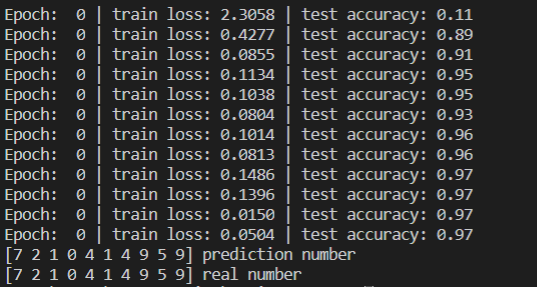 Epoch:  0 | train loss: 2.3058 | test accuracy: 0.11
Epoch:  0 | train loss: 0.4277 | test accuracy: 0.89
Epoch:  0 | train loss: 0.0855 | test accuracy: 0.91
Epoch:  0 | train loss: 0.1134 | test accuracy: 0.95
Epoch:  0 | train loss: 0.1038 | test accuracy: 0.95
Epoch:  0 | train loss: 0.0804 | test accuracy: 0.93
Epoch:  0 | train loss: 0.1014 | test accuracy: 0.96
Epoch:  0 | train loss: 0.0813 | test accuracy: 0.96
Epoch:  0 | train loss: 0.1486 | test accuracy: 0.97
Epoch:  0 | train loss: 0.1396 | test accuracy: 0.97
Epoch:  0 | train loss: 0.0150 | test accuracy: 0.97
Epoch:  0 | train loss: 0.0504 | test accuracy: 0.97
[7 2 1 0 4 1 4 9 5 9] prediction number
[7 2 1 0 4 1 4 9 5 9] real number